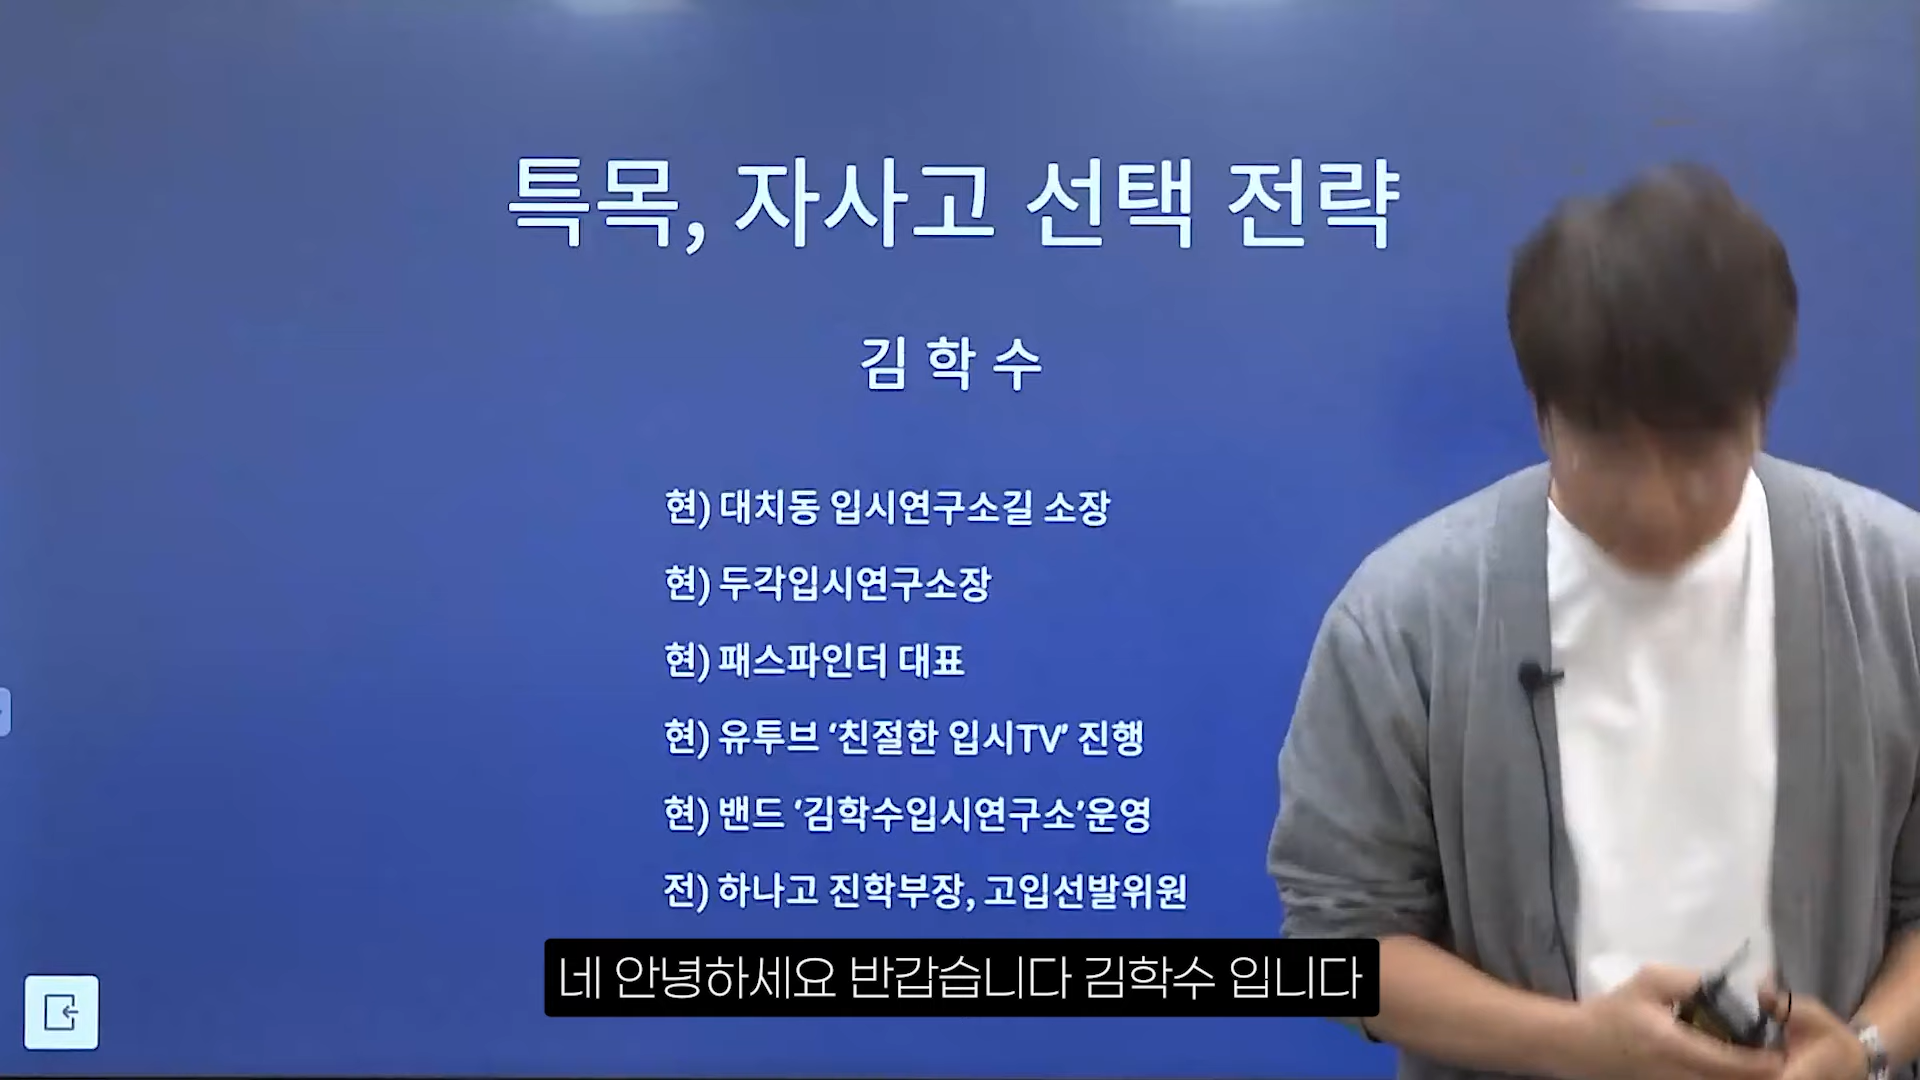 특목, 자사고 선택 전략
김 학 수
현) 대치동 입시연구소길 소장
현) 두각입시연구소장
현) 패스파인더 대표
현) 유투브 ‘친절한 입시TV’ 진행
현) 밴드 ‘김학수입시연구소’운영
전) 하나고 진학부장, 고입선발위원
네 안녕하세요 반갑습니다 김학수 입니다